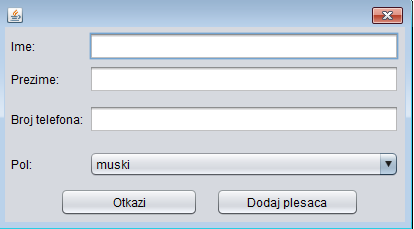 Ime:
Prezime:
Broj telefona:
Pol: muski
Otkazi Dodaj plesaca